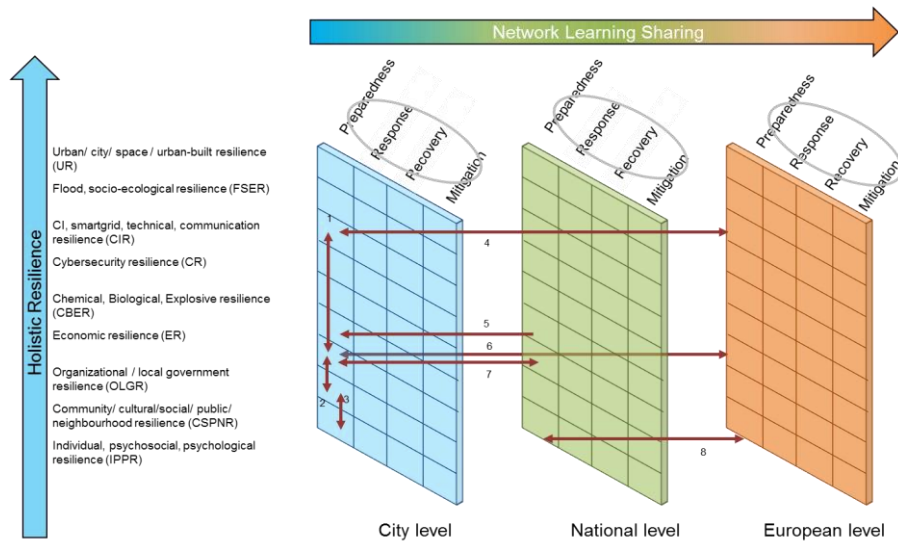 Network Learning Sharing
Preparedness
Response
Recovery
Mitigation
Preparedness
Response
Recovery
Mitigation
Preparedness
Response
Recovery
Mitigation
Holistic Resilience
Urban/ city/ space / urban-built resilience
(UR)
Flood, socio-ecological resilience (FSER)
CI, smartgrid, technical, communication
resilience (CIR)
Cybersecurity resilience (CR)
Chemical, Biological, Explosive resilience
(CBER)
Economic resilience (ER)
Organizational / local government
resilience (OLGR)
Community/ cultural/social/ public/
neighbourhood resilience (CSPNR)
Individual, psychosocial, psychological
resilience (IPPR)
1
4
5
6
7
2
3
8
City level
National level
European level